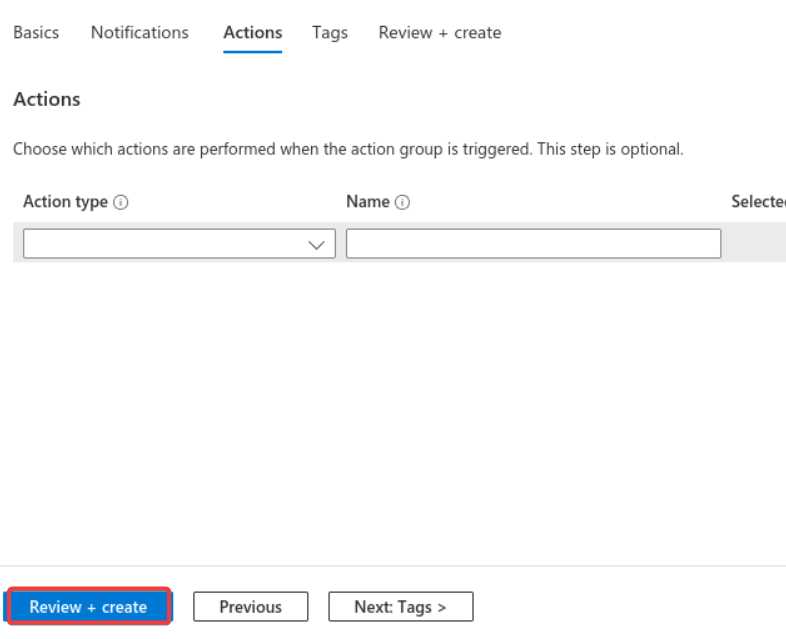 Basics Notifications Actions Tags Review + create
Actions
Choose which actions are performed when the action group is triggered. This step is optional.
Action type Name Selected
Review + create Previous Next: Tags >